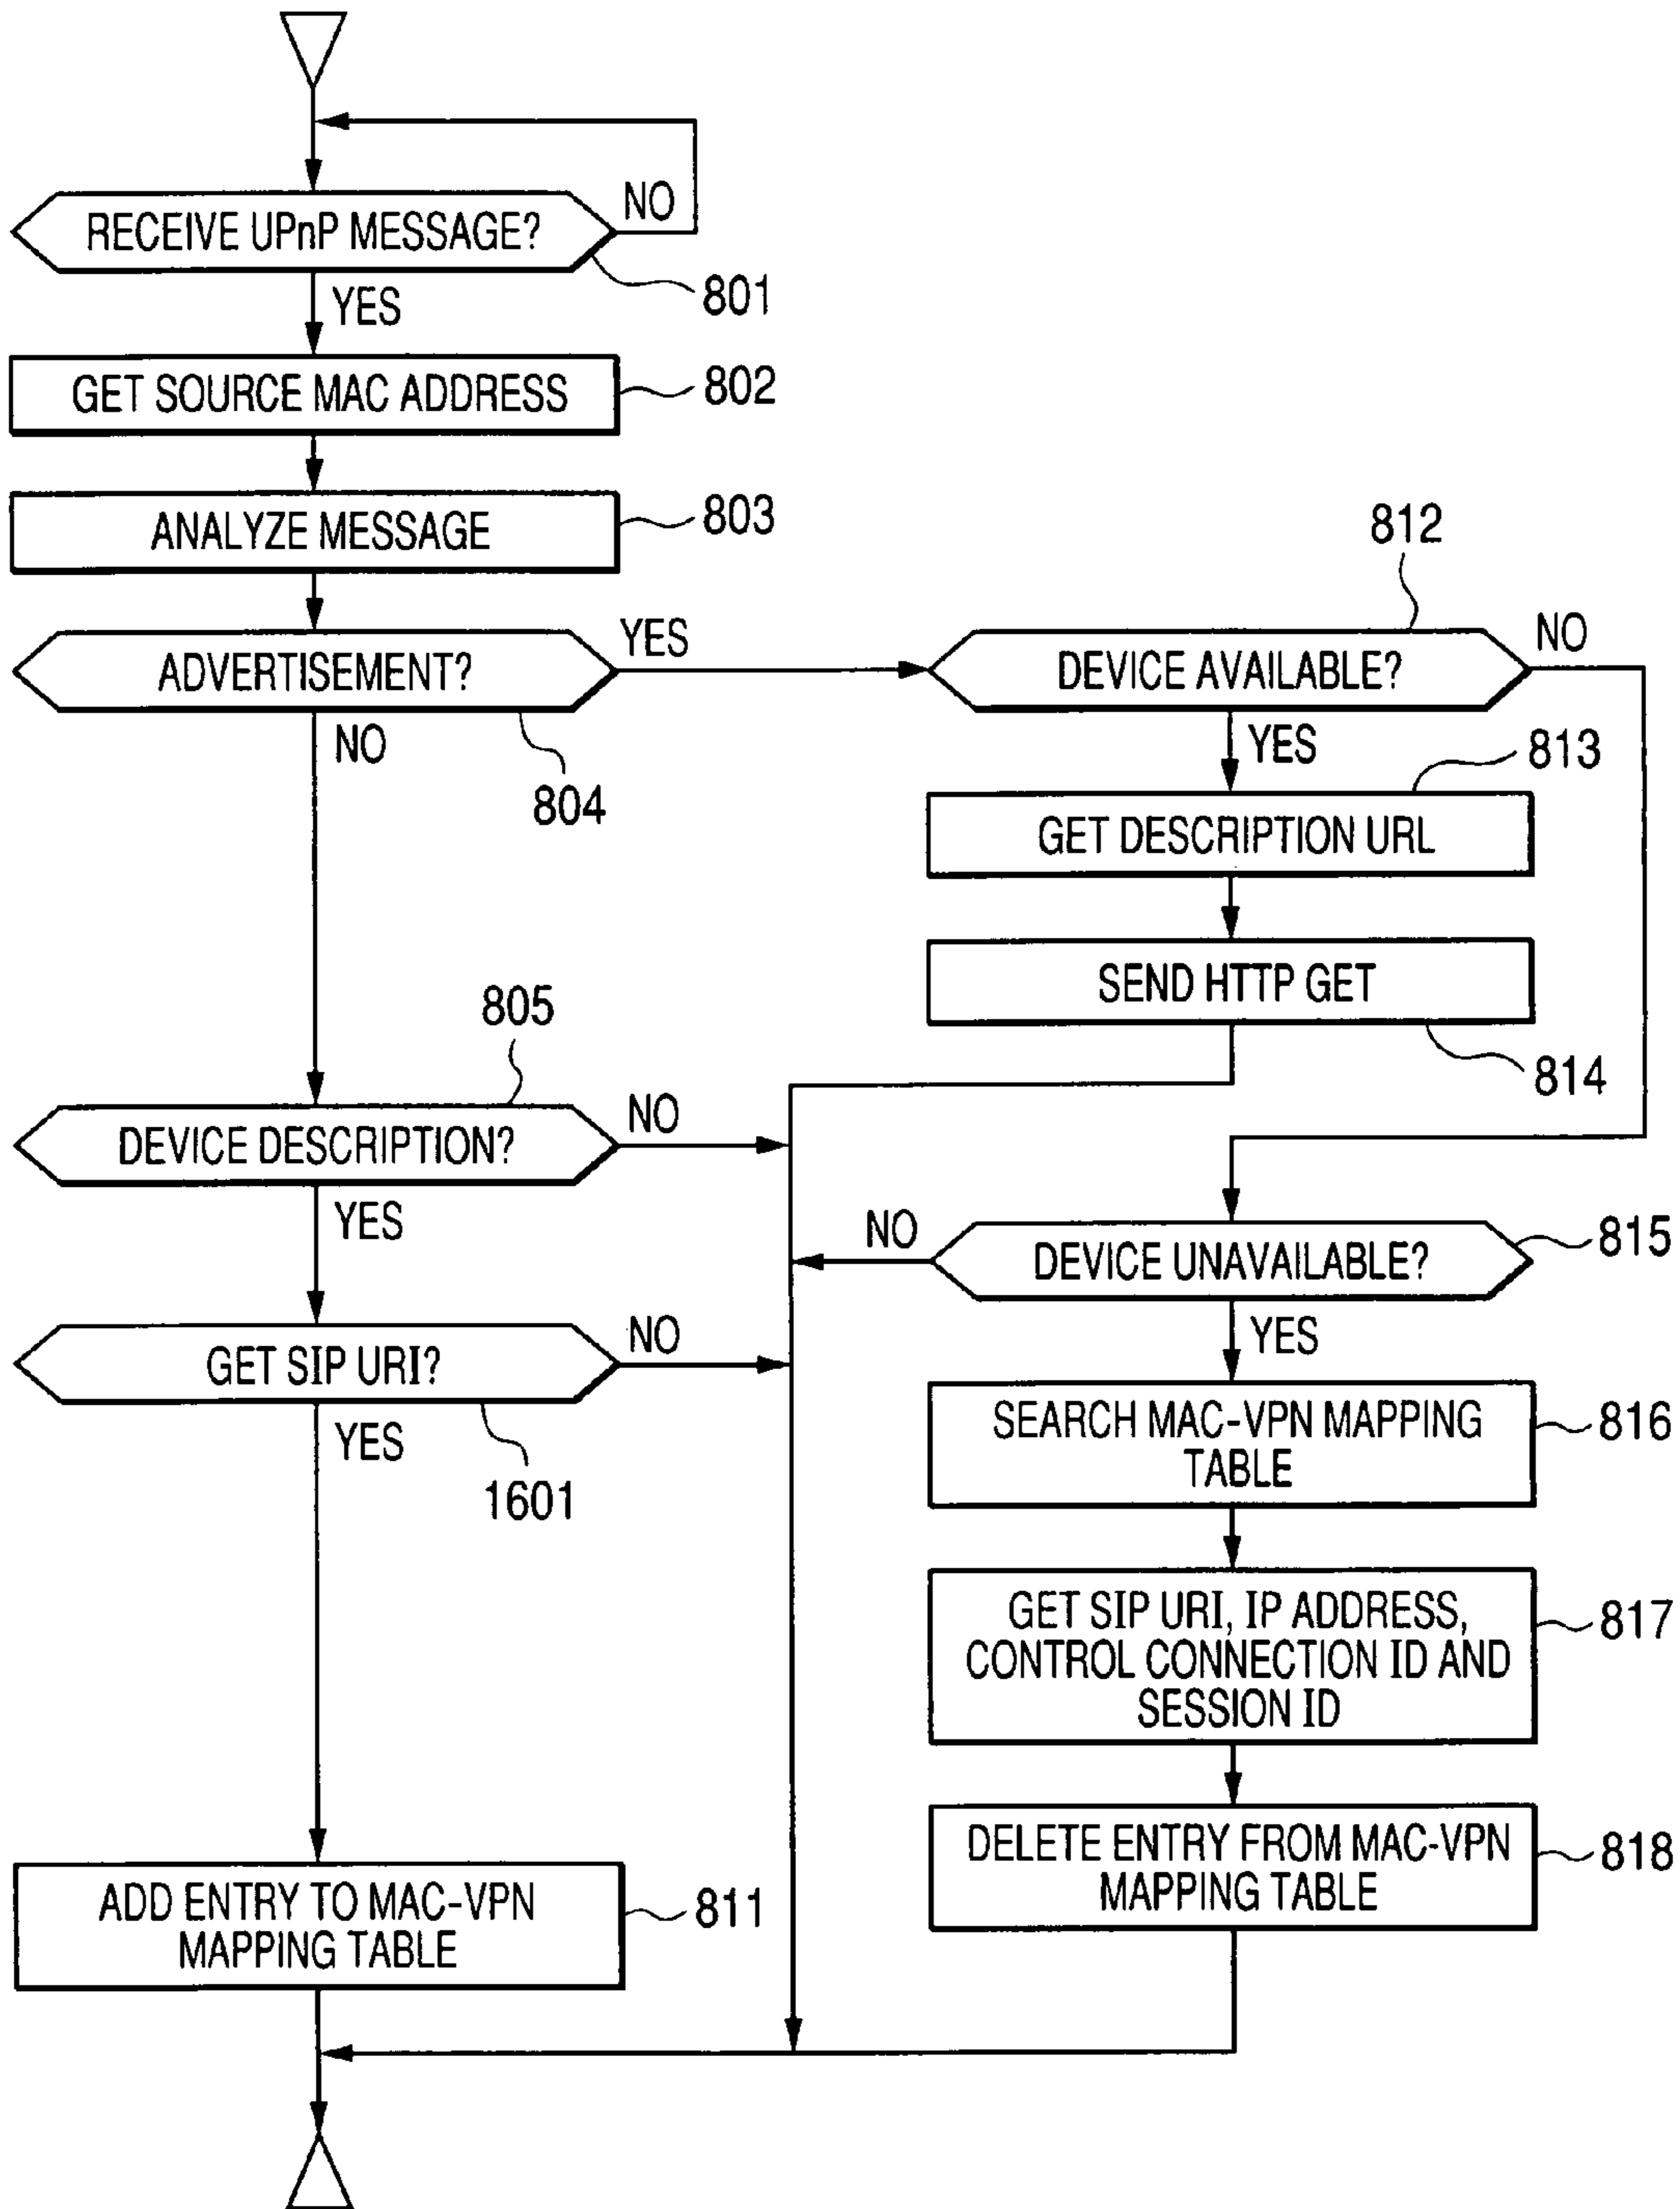 RECEIVE UPnP MESSAGE?
NO
801
YES
GET SOURCE MAC ADDRESS
802
ANALYZE MESSAGE
803
812
ADVERTISEMENT?
YES
DEVICE AVAILABLE?
NO
NO
804
YES
813
GET DESCRIPTION URL
SEND HTTP GET
814
805
DEVICE DESCRIPTION?
NO
YES
NO
DEVICE UNAVAILABLE?
815
YES
GET SIP URI?
NO
YES
1601
SEARCH MAC-VPN MAPPING
TABLE
816
GET SIP URI, IP ADDRESS,
CONTROL CONNECTION ID AND
SESSION ID
817
DELETE ENTRY FROM MAC-VPN
MAPPING TABLE
818
ADD ENTRY TO MAC-VPN
MAPPING TABLE
811